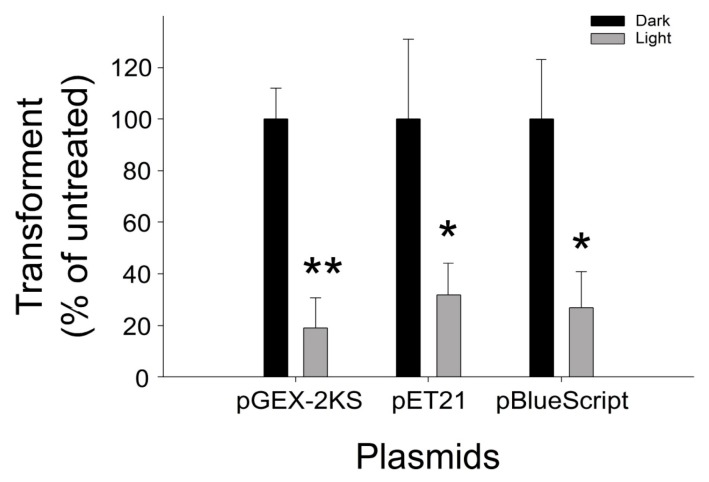 Dark
Light
Transforment
(% of untreated)
120
100
80
60
40
20
0
**
*
*
pGEX-2KS
pET21
pBlueScript
Plasmids